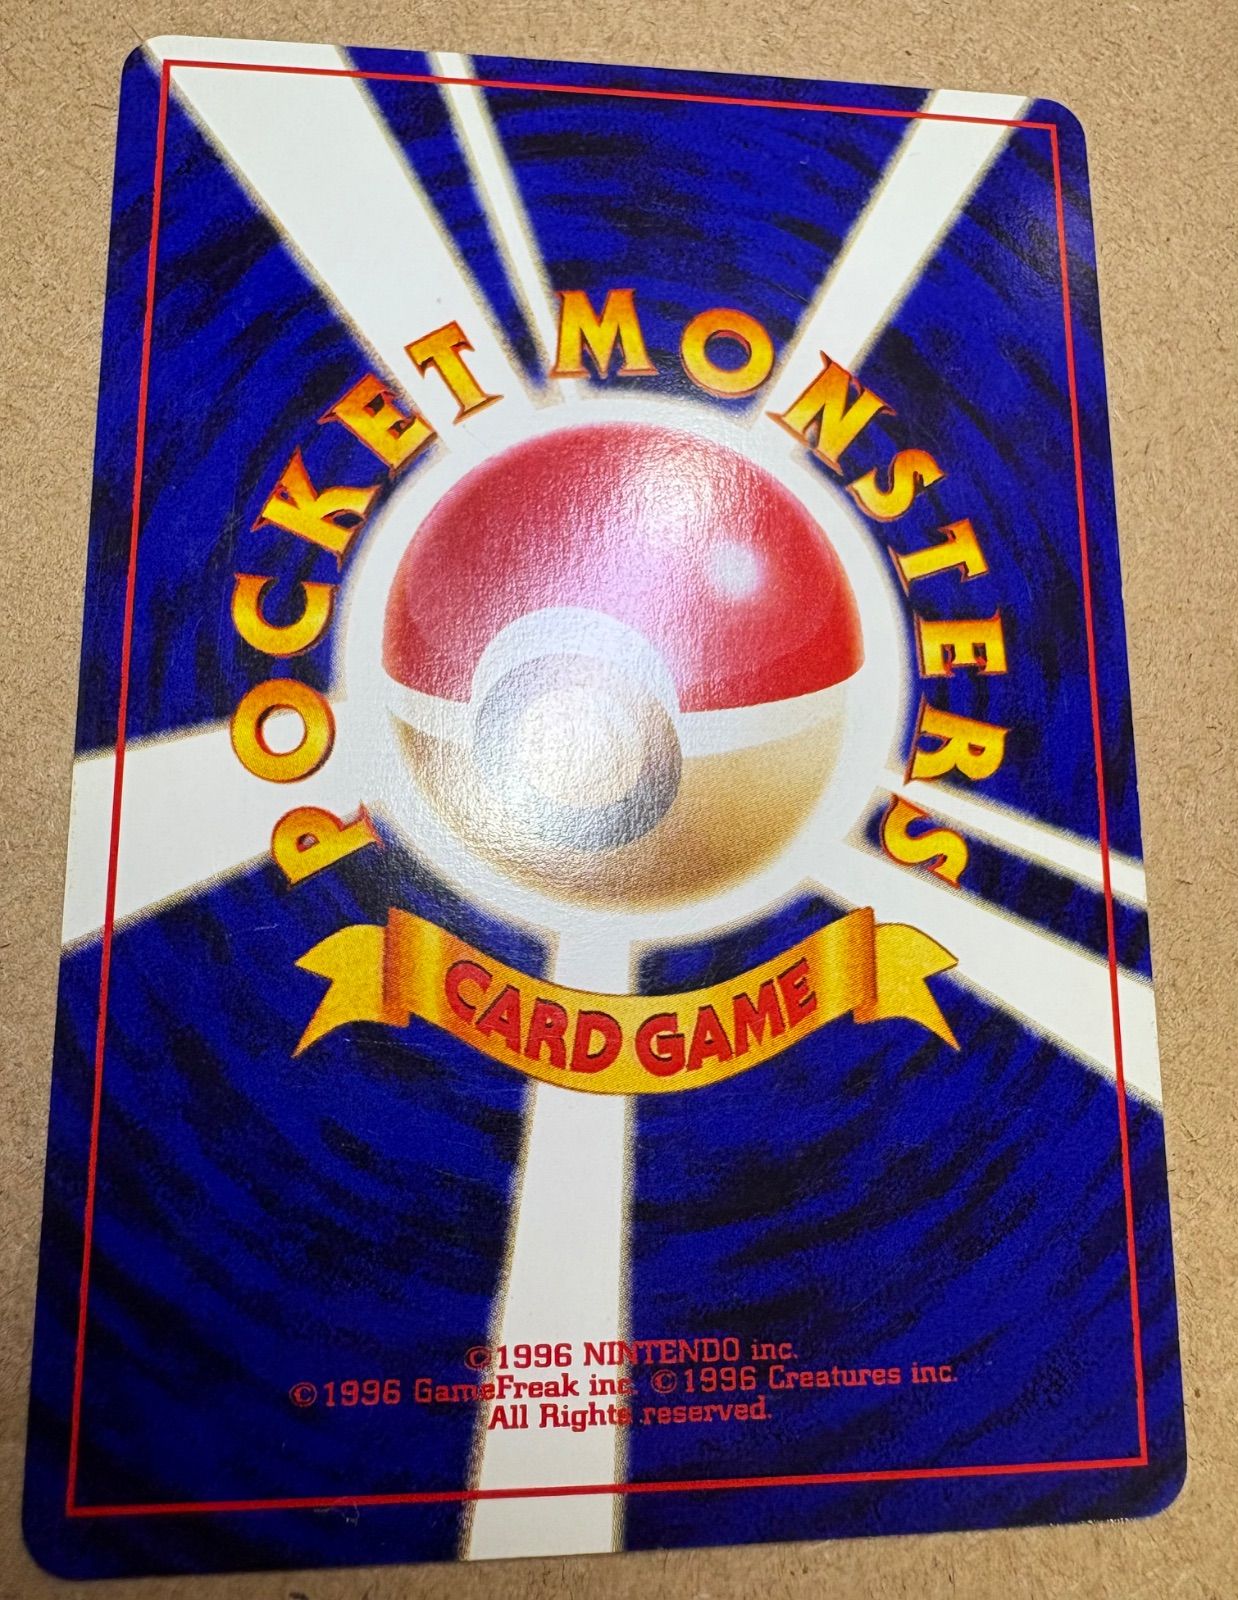 POCKET MONSTERS
CARD GAME
©1996 NINTENDO inc.
©1996 GameFreak inc. ©1996 Creatures inc.
All Rights reserved.